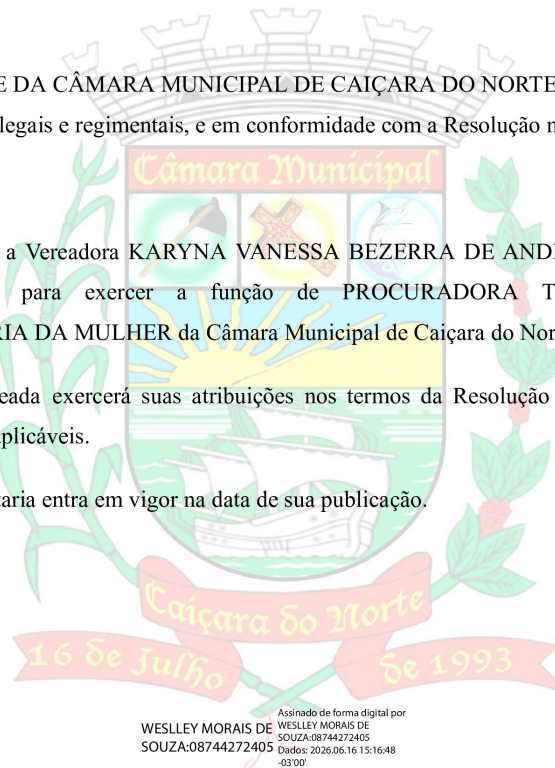 E DA CÂMARA MUNICIPAL DE CAIÇARA DO NORTE
legais e regimentais, e em conformidade com a Resolução n
Câmara Municipal
a Vereadora KARYNA VANESSA BEZERRA DE AND
para exercer a função de PROCURADORA T
RIA DA MULHER da Câmara Municipal de Caiçara do Nor
eada exercerá suas atribuições nos termos da Resolução
plicáveis.
taria entra em vigor na data de sua publicação.
Caiçara do Norte
16 de Julho de 1993
WESLLEY MORAIS DE
SOUZA:08744272405
Assinado de forma digital por
WESLLEY MORAIS DE
SOUZA:08744272405
Dados: 2026.06.16 15:16:48
-03'00'